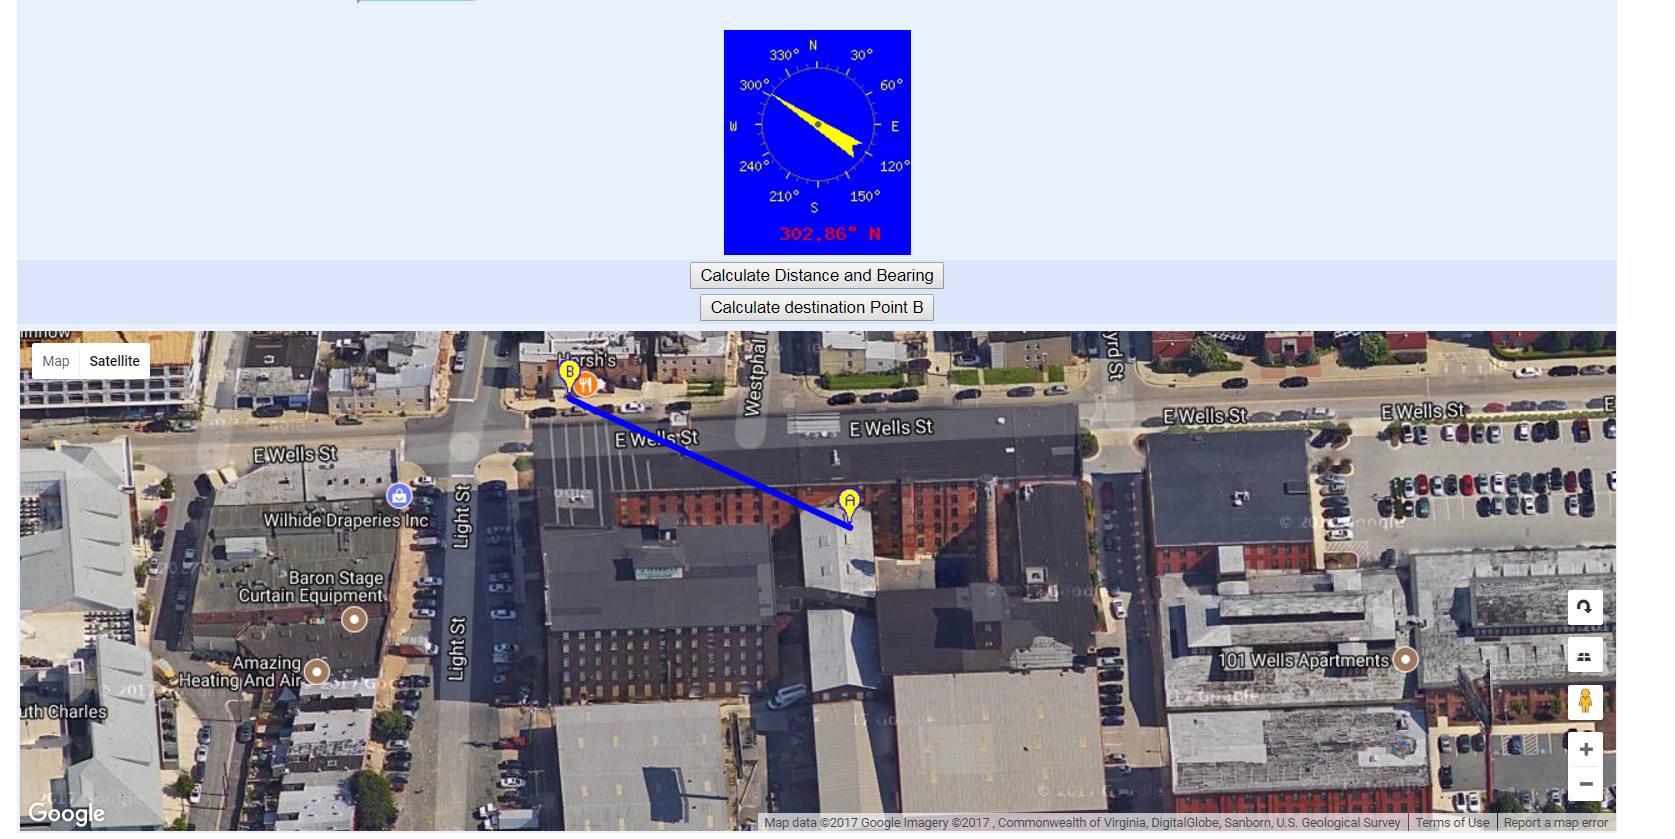 N
330° 30°
300° 60°
W E
240° 120°
210° 150°
S
302.86° N
Calculate Distance and Bearing
Calculate destination Point B
Map Satellite
Harsh's
B
Westphal
yrd St
E Wells St
E Wells St
E Wells St
E Wells St
E Wells St
E
A
Light St
Wilhide Draperies Inc
Baron Stage
Curtain Equipment
Light St
Amazing
Heating And Air
101 Wells Apartments
uth Charles
Google
Map data ©2017 Google Imagery ©2017 , Commonwealth of Virginia, DigitalGlobe, Sanborn, U.S. Geological Survey Terms of Use Report a map error